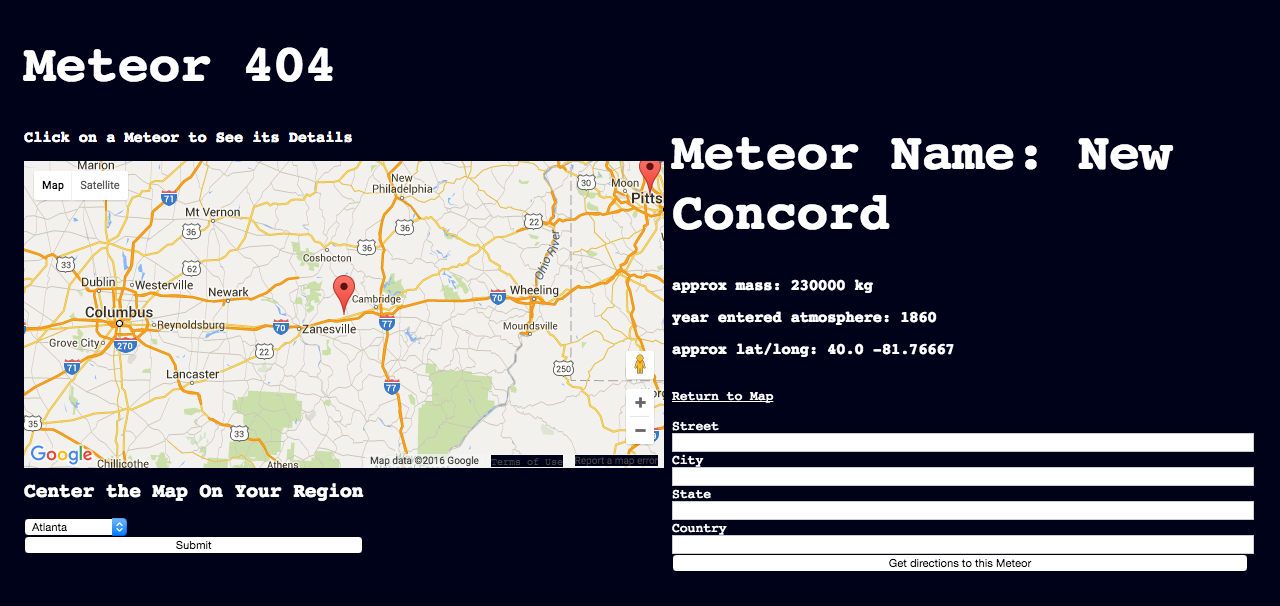 Meteor 404
Click on a Meteor to See its Details
Marion
Map Satellite
71
Mt Vernon
36
New
Philadelphia
30
Moon
Pitts
22
36
36
Coshocton
Ohio River
33
62
Dublin
Westerville
Newark
Cambridge
70
Wheeling
Columbus
Reynoldsburg
70
Zanesville
77
Moundsville
Grove City
270
22
71
250
Lancaster
77
35
33
Google
Chillicothe
Athens
Map data ©2016 Google
Terms of Use
Report a map error
Center the Map On Your Region
Atlanta
Submit
Meteor Name: New
Concord
approx mass: 230000 kg
year entered atmosphere: 1860
approx lat/long: 40.0 -81.76667
Return to Map
Street
City
State
Country
Get directions to this Meteor